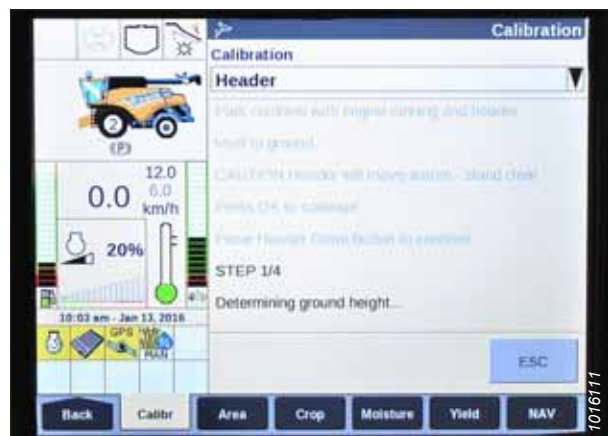 Calibration
Calibration
Header
Park combine with engine running and header
level to ground.
CAUTION Header will move autom.- stand clear
Press OK to continue
Press Header Down Button to continue
STEP 1/4
Determining ground height...
ESC
2
(P)
12.0
0.0
6.0
km/h
20%
10:03 am - Jan 13, 2016
GPS
MAN
Back
Calibr
Area
Crop
Moisture
Yield
NAV
1016111